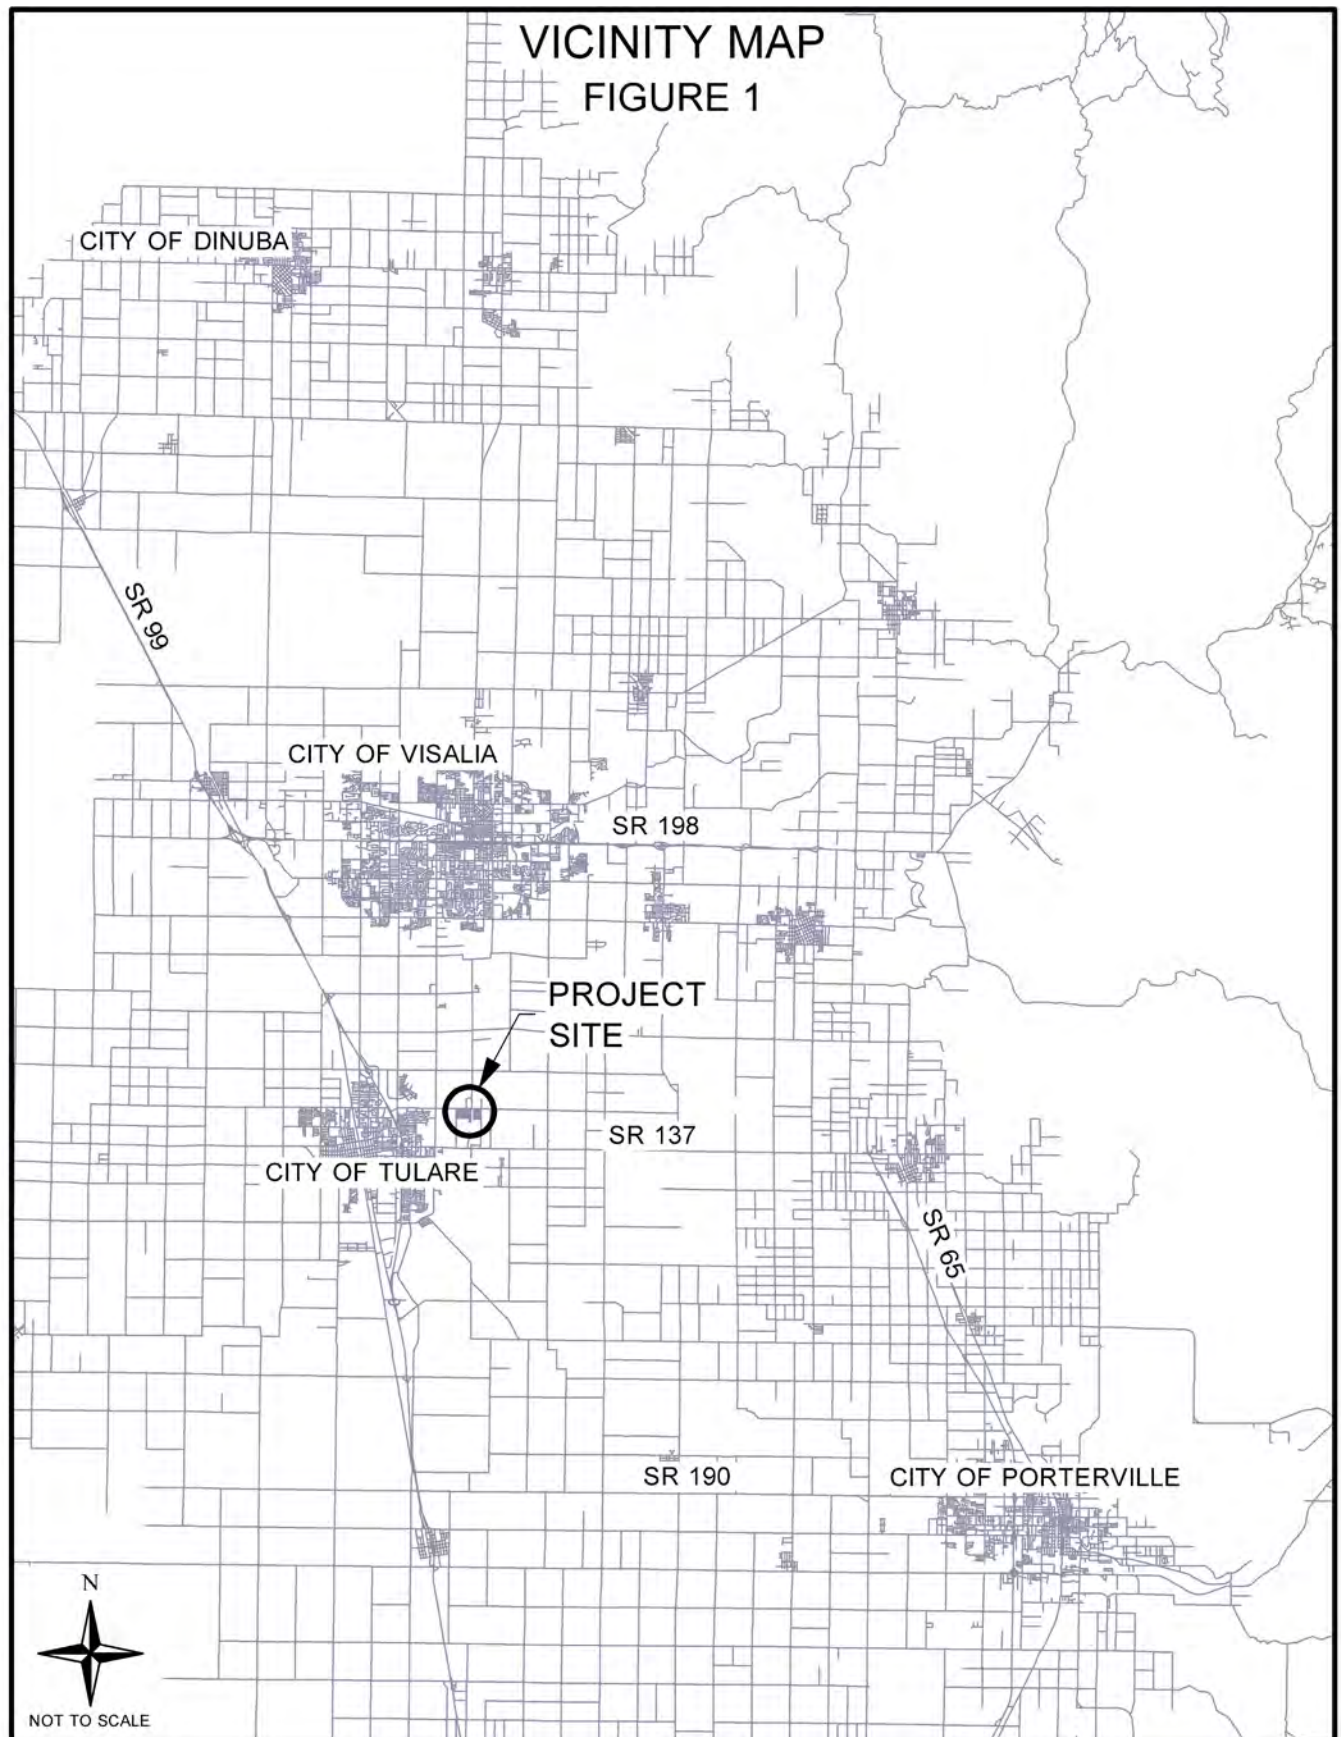 VICINITY MAP
FIGURE 1
CITY OF DINUBA
SR 99
CITY OF VISALIA
SR 198
PROJECT
SITE
SR 137
CITY OF TULARE
SR 65
SR 190
CITY OF PORTERVILLE
N
NOT TO SCALE